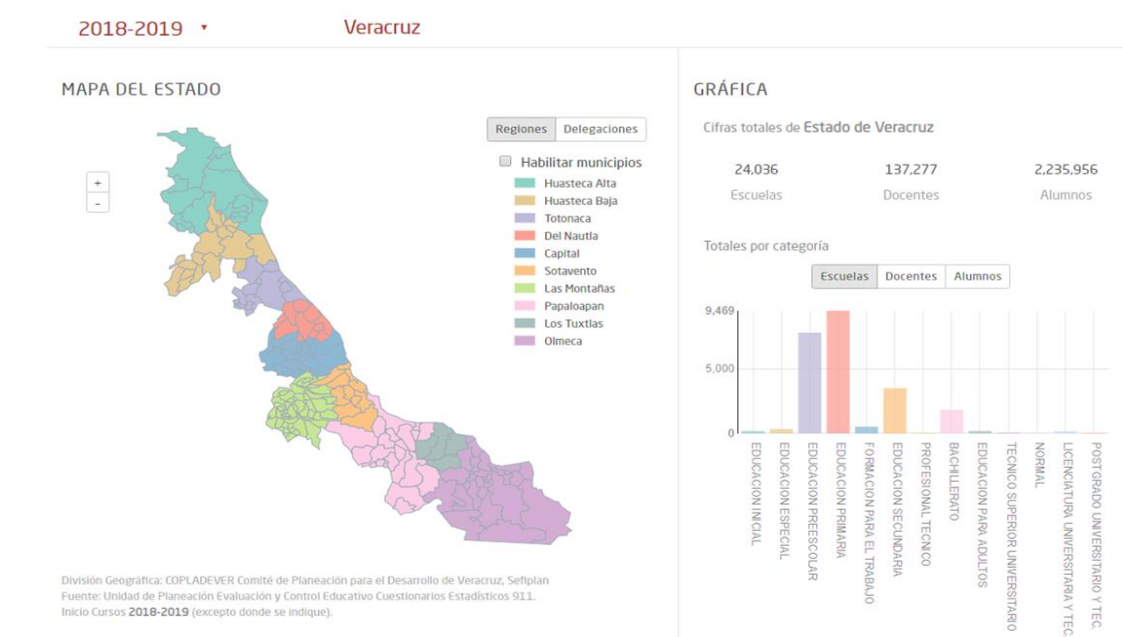 2018-2019
Veracruz
MAPA DEL ESTADO
Regiones Delegaciones
Habilitar municipios
+
-
Huasteca Alta
Huasteca Baja
Totonaca
Del Nautla
Capital
Sotavento
Las Montañas
Papaloapan
Los Tuxtlas
Olmeca
División Geográfica: COPLADEVER Comité de Planeación para el Desarrollo de Veracruz, Sefiplan
Fuente: Unidad de Planeación Evaluación y Control Educativo Cuestionarios Estadísticos 911.
Inicio Cursos 2018-2019 (excepto donde se indique).
GRÁFICA
Cifras totales de Estado de Veracruz
24,036 137,277 2,235,956
Escuelas Docentes Alumnos
Totales por categoría
Escuelas Docentes Alumnos
9,469
5,000
0
EDUCACION INICIAL
EDUCACION ESPECIAL
EDUCACION PREESCOLAR
EDUCACION PRIMARIA
FORMACION PARA EL TRABAJO
EDUCACION SECUNDARIA
PROFESIONAL TECNICO
BACHILLERATO
EDUCACION PARA ADULTOS
TECNICO SUPERIOR UNIVERSITARIO
NORMAL
LICENCIATURA UNIVERSITARIA Y TEC.
POSTGRADO UNIVERSITARIO Y TEC.